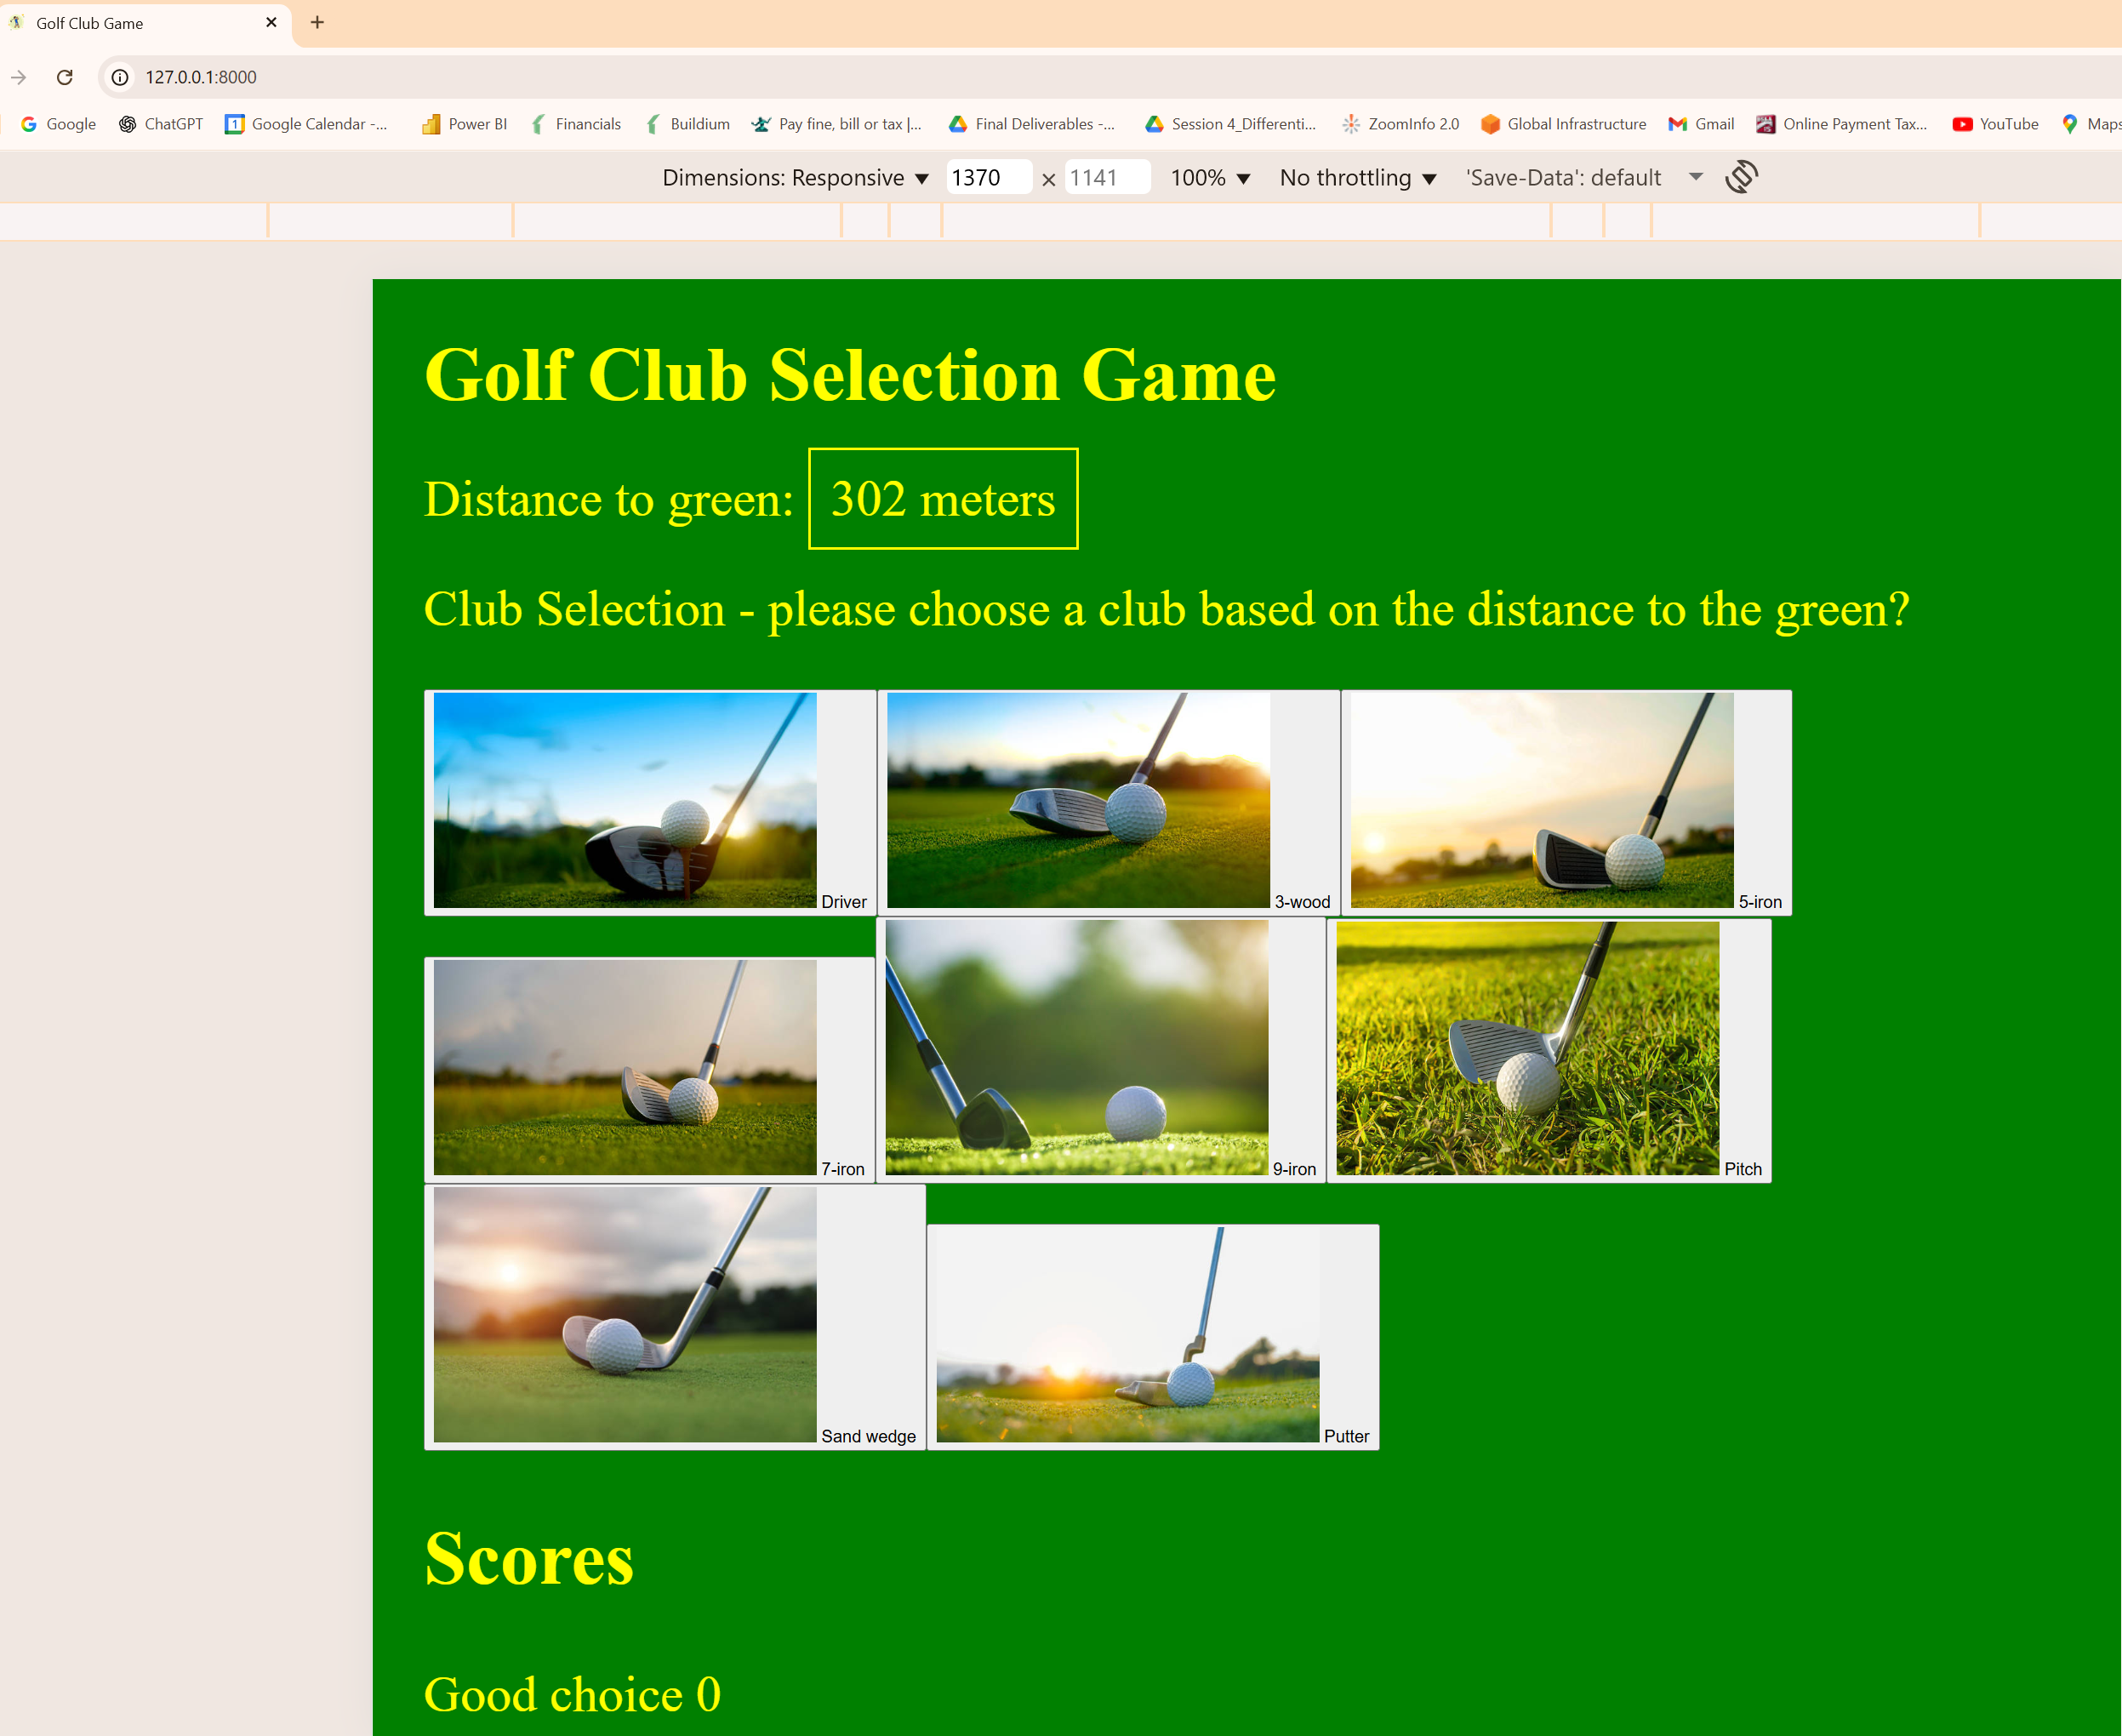 Golf Club Game
127.0.0.1:8000
Google ChatGPT Google Calendar -... Power BI Financials Buildium Pay fine, bill or tax |... Final Deliverables -... Session 4_Differenti... ZoomInfo 2.0 Global Infrastructure Gmail Online Payment Tax... YouTube Maps
Dimensions: Responsive 1370 × 1141 100% No throttling 'Save-Data': default
Golf Club Selection Game
Distance to green: 302 meters
Club Selection - please choose a club based on the distance to the green?
Driver 3-wood 5-iron
7-iron 9-iron Pitch
Sand wedge Putter
Scores
Good choice 0